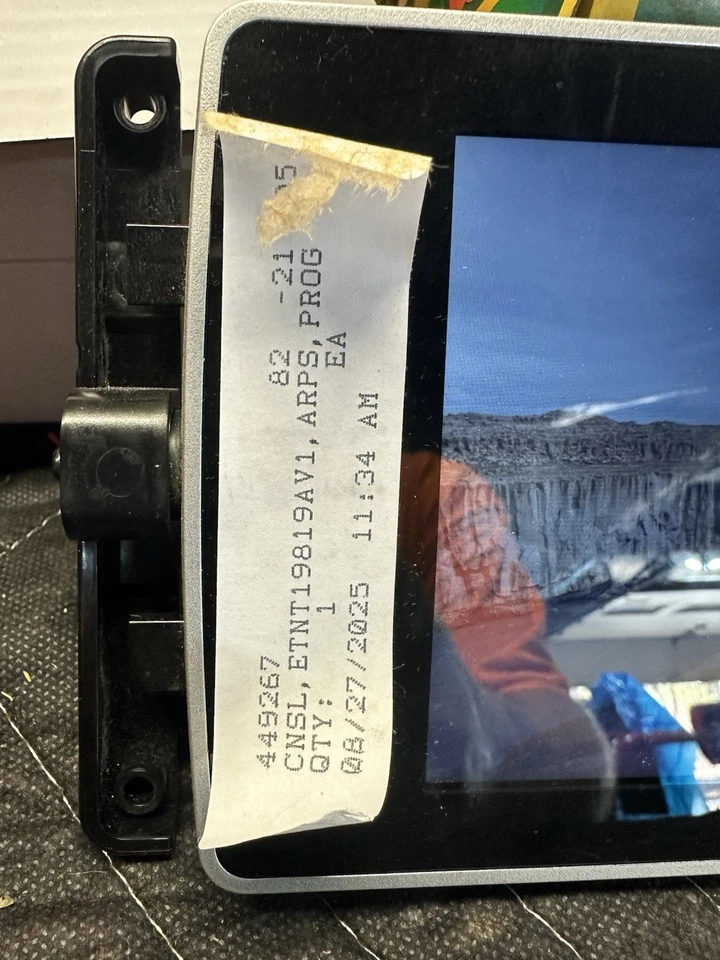 449267 82 -21
CNSL,ETNT19819AV1,ARPS,PROG
QTY: 1 EA
08/27/2025 11:34 AM